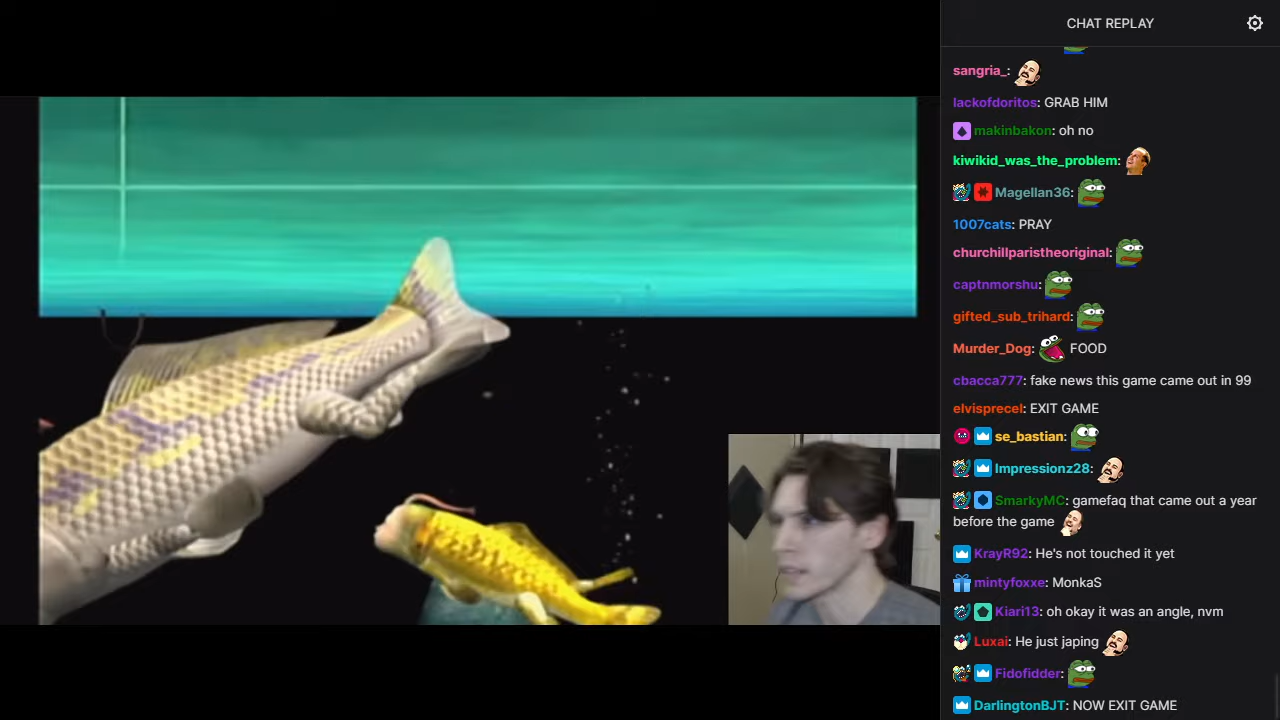 CHAT REPLAY
sangria_:
lackofdoritos: GRAB HIM
makinbakon: oh no
kiwikid_was_the_problem:
Magellan36:
1007cats: PRAY
churchillparistheoriginal:
captnmorshu:
gifted_sub_trihard:
Murder_Dog: FOOD
cbacca777: fake news this game came out in 99
elvisprecel: EXIT GAME
se_bastian:
Impressionz28:
SmarkyMC: gamefaq that came out a year
before the game
KrayR92: He's not touched it yet
mintyfoxxe: MonkaS
Kiari13: oh okay it was an angle, nvm
Luxai: He just japing
Fidofidder:
DarlingtonBJT: NOW EXIT GAME